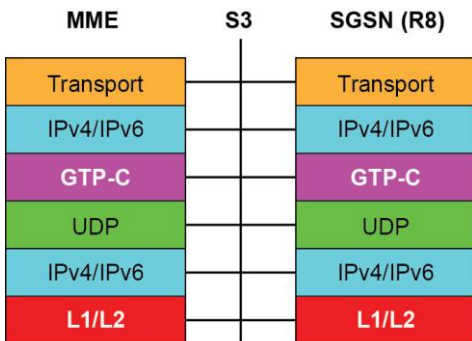 MME S3 SGSN (R8)
Transport Transport
IPv4/IPv6 IPv4/IPv6
GTP-C GTP-C
UDP UDP
IPv4/IPv6 IPv4/IPv6
L1/L2 L1/L2